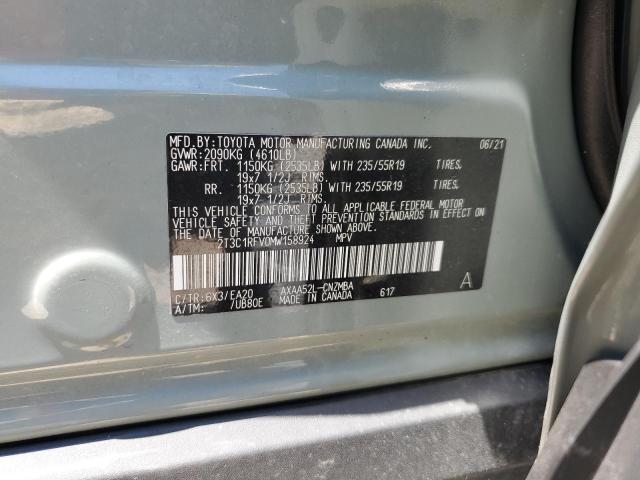 MFD.BY:TOYOTA MOTOR MANUFACTURING CANADA INC. 06/21
GVWR:2090KG (4610LB)
GAWR:FRT. 1150KG (2535LB) WITH 235/55R19 TIRES,
19x7 1/2J RIMS.
RR. 1150KG (2535LB) WITH 235/55R19 TIRES,
19x7 1/2J RIMS.
THIS VEHICLE CONFORMS TO ALL APPLICABLE FEDERAL MOTOR
VEHICLE SAFETY AND THEFT PREVENTION STANDARDS IN EFFECT
ON THE DATE OF MANUFACTURE SHOWN ABOVE.
2T3C1RFV0MW158924 MPV
C/TR:6X3/EA20 AXAA52L-CNZMBA A
A/TM: /UB80E MADE IN CANADA 617